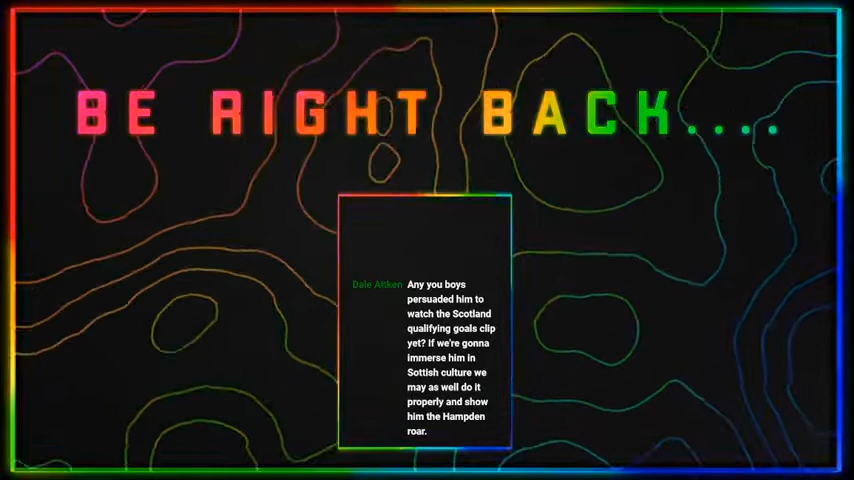 BE RIGHT BACK....
Dale Aitken Any you boys
persuaded him to
watch the Scotland
qualifying goals clip
yet? If we're gonna
immerse him in
Sottish culture we
may as well do it
properly and show
him the Hampden
roar.